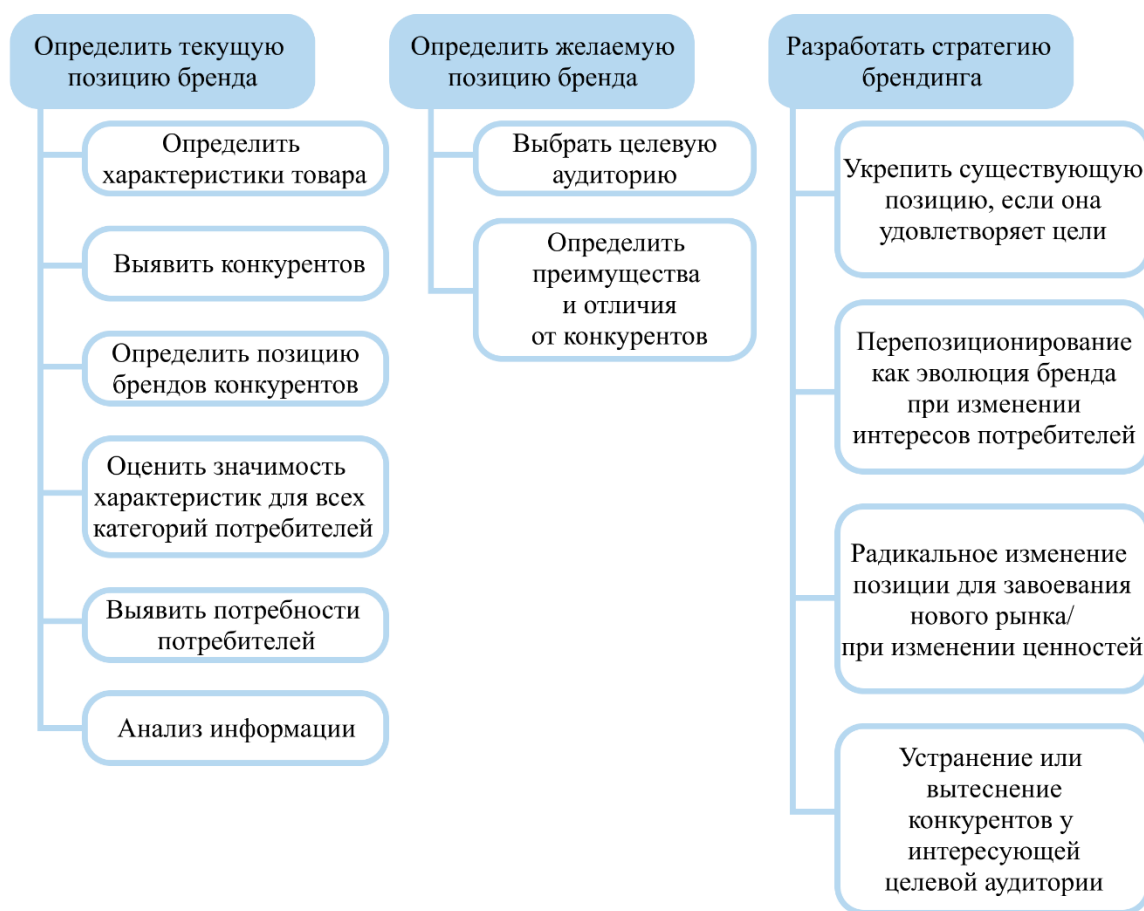 Определить текущую
позицию бренда
Определить
характеристики товара
Выявить конкурентов
Определить позицию
брендов конкурентов
Оценить значимость
характеристик для всех
категорий потребителей
Выявить потребности
потребителей
Анализ информации
Определить желаемую
позицию бренда
Выбрать целевую
аудиторию
Определить
преимущества
и отличия
от конкурентов
Разработать стратегию
брендинга
Укрепить существующую
позицию, если она
удовлетворяет цели
Перепозиционирование
как эволюция бренда
при изменении
интересов потребителей
Радикальное изменение
позиции для завоевания
нового рынка/
при изменении ценностей
Устранение или
вытеснение
конкурентов у
интересующей
целевой аудитории